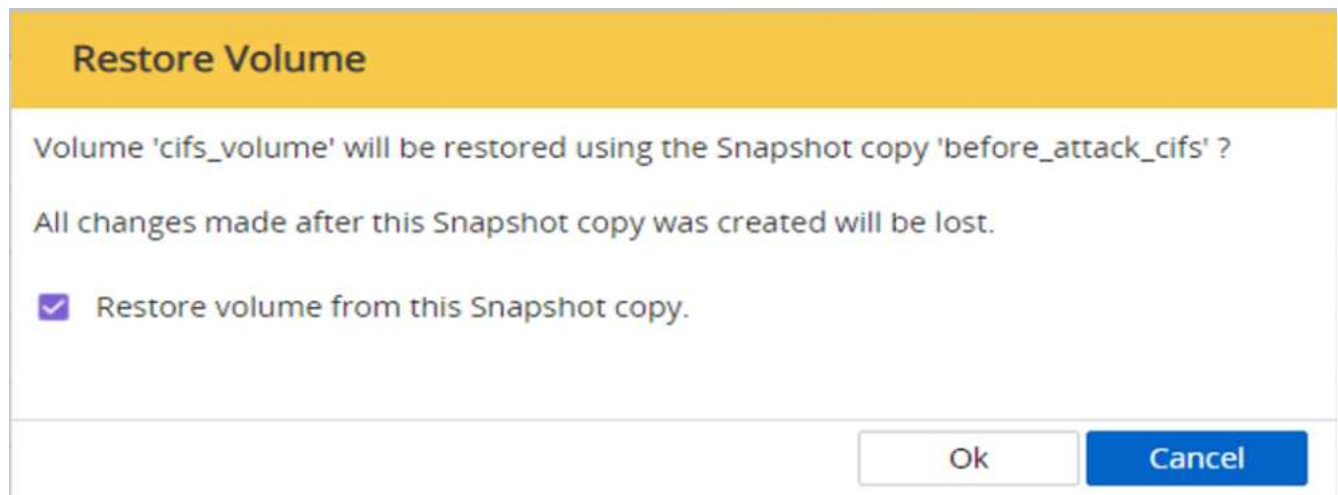 Restore Volume
Volume 'cifs_volume' will be restored using the Snapshot copy 'before_attack_cifs' ?
All changes made after this Snapshot copy was created will be lost.
Restore volume from this Snapshot copy.
Ok
Cancel